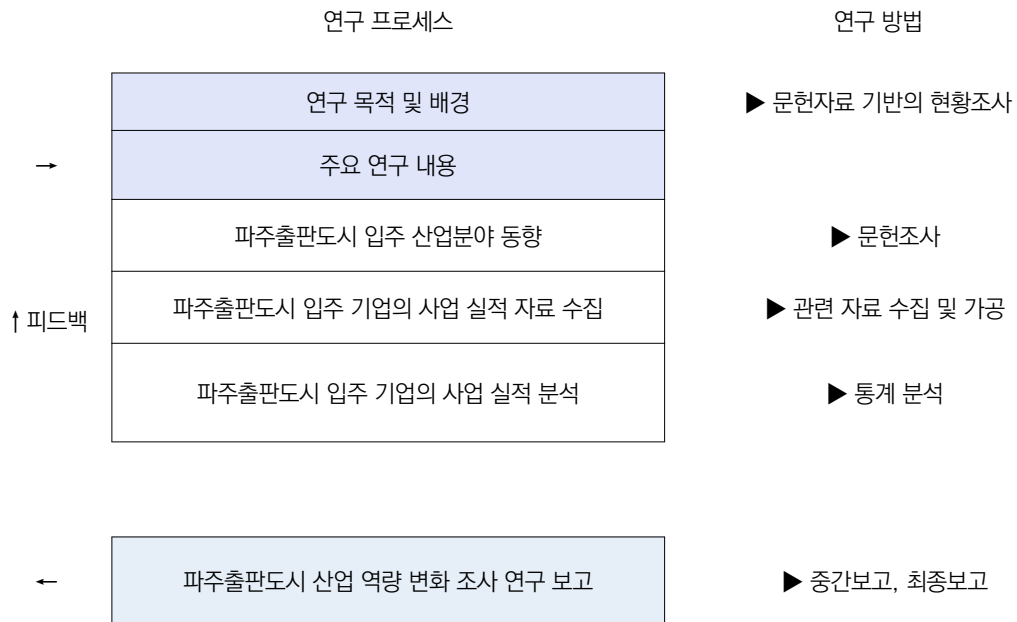 연구 프로세스 연구 방법
연구 목적 및 배경 ▶ 문헌자료 기반의 현황조사
→ 주요 연구 내용
파주출판도시 입주 산업분야 동향 ▶ 문헌조사
↑피드백 파주출판도시 입주 기업의 사업 실적 자료 수집 ▶ 관련 자료 수집 및 가공
파주출판도시 입주 기업의 사업 실적 분석 ▶ 통계 분석
← 파주출판도시 산업 역량 변화 조사 연구 보고 ▶ 중간보고, 최종보고